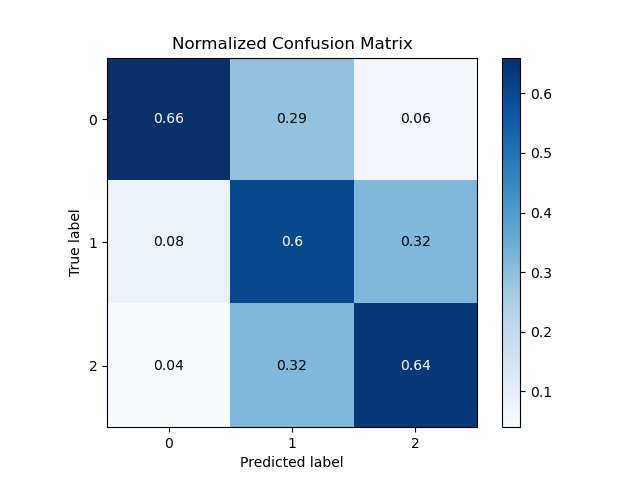 Normalized Confusion Matrix
True label
0 0.66 0.29 0.06
1 0.08 0.6 0.32
2 0.04 0.32 0.64
0 1 2
Predicted label
0.6
0.5
0.4
0.3
0.2
0.1